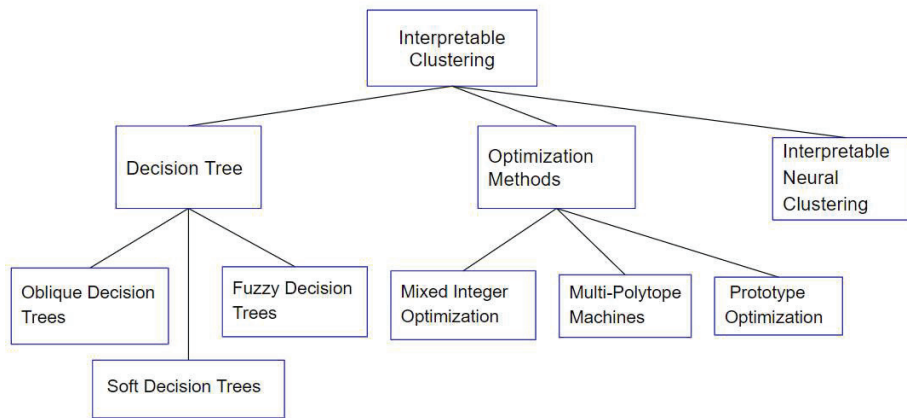 Interpretable
Clustering
Decision Tree
Optimization
Methods
Interpretable
Neural
Clustering
Oblique Decision
Trees
Soft Decision Trees
Fuzzy Decision
Trees
Mixed Integer
Optimization
Multi-Polytope
Machines
Prototype
Optimization